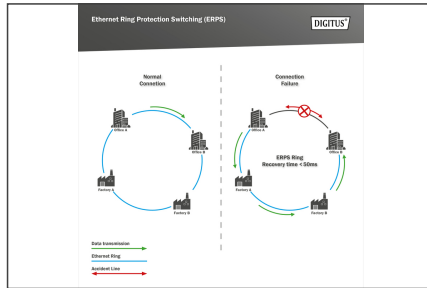 Ethernet Ring Protection Switching (ERPS)
DIGITUS®
Normal
Connetion
Connection
Failure
Office A
Office B
Factory A
Factory B
Office A
Office B
ERPS Ring
Recovery time <50ms
Factory A
Factory B
Data transmission
Ethernet Ring
Accident Line